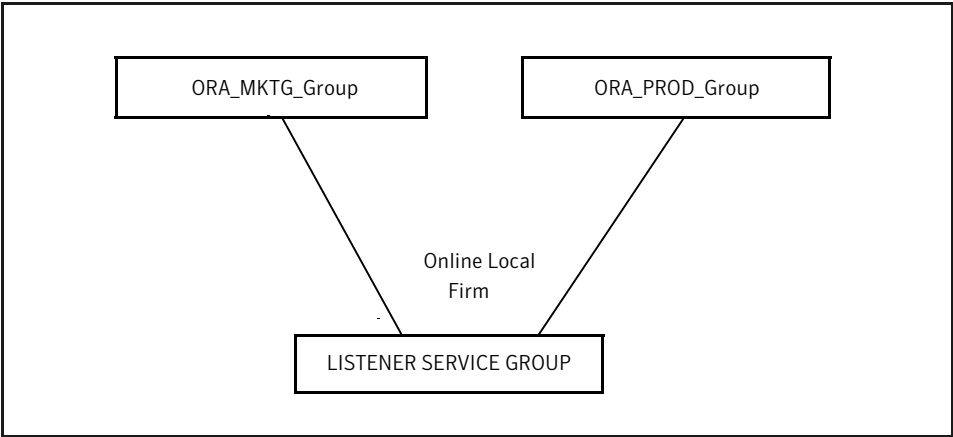 ORA_MKTG_Group
ORA_PROD_Group
Online Local
Firm
LISTENER SERVICE GROUP